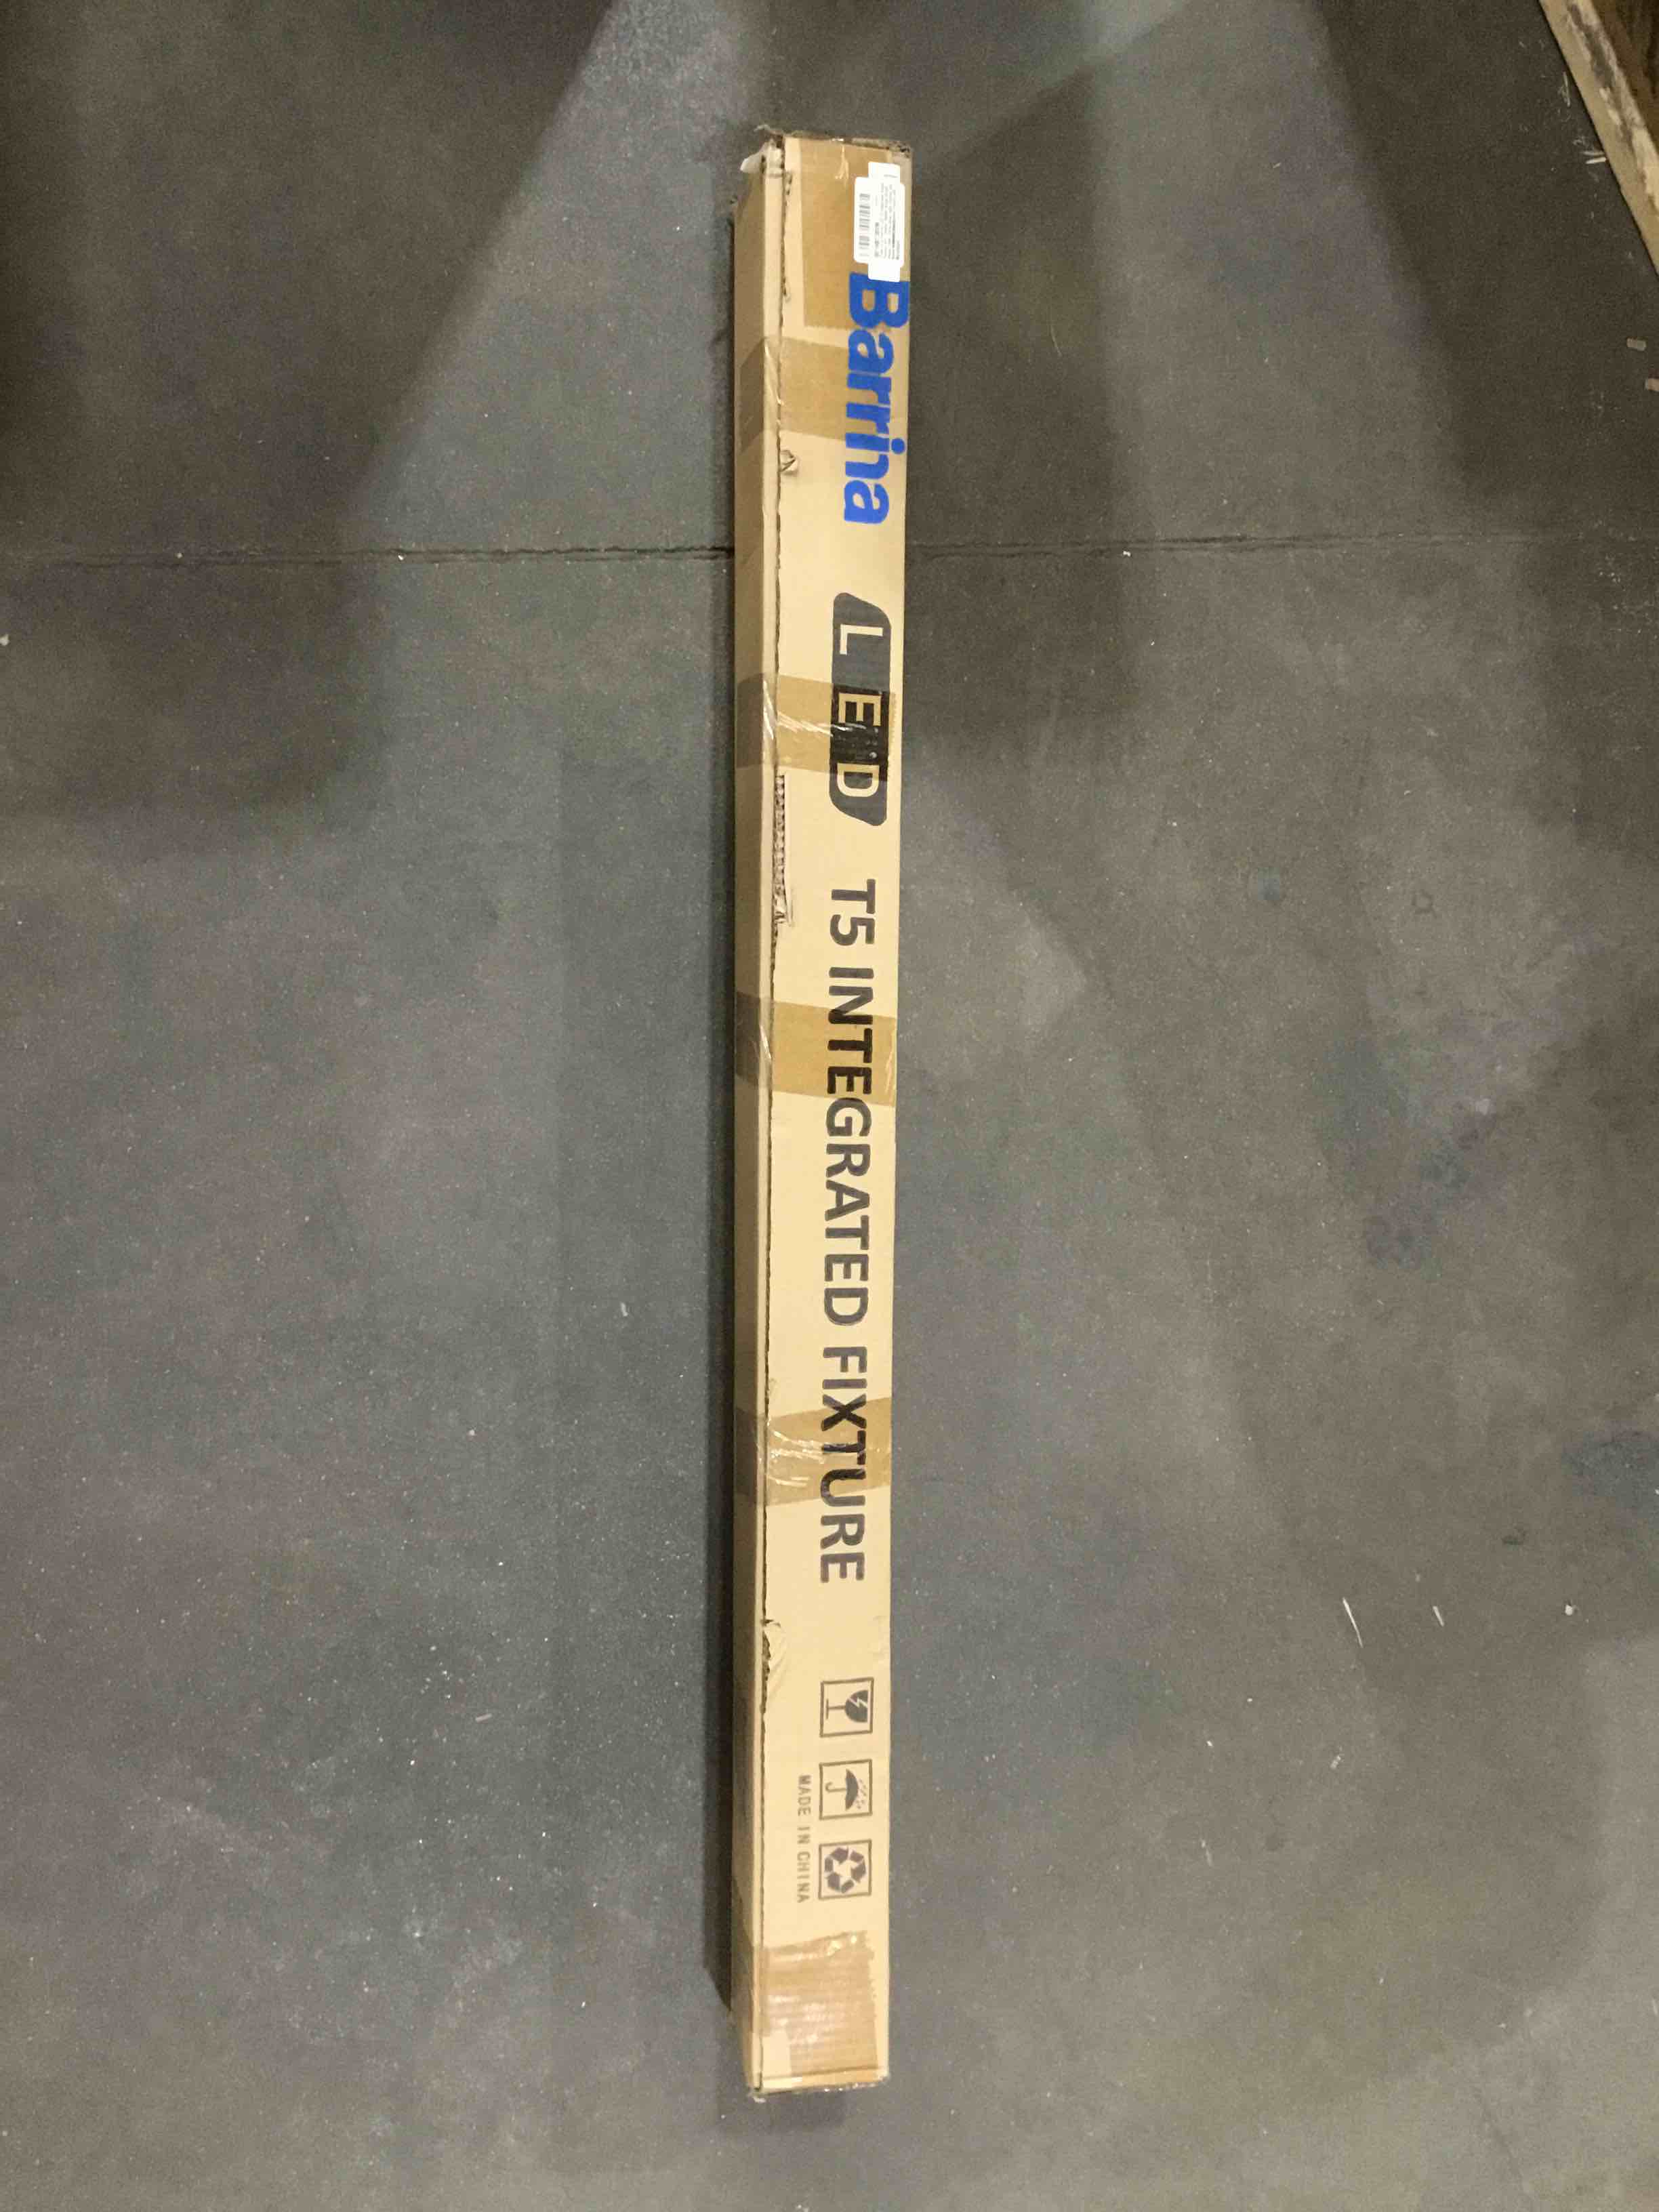 Barrina LED T5 INTEGRATED FIXTURE
MADE IN CHINA